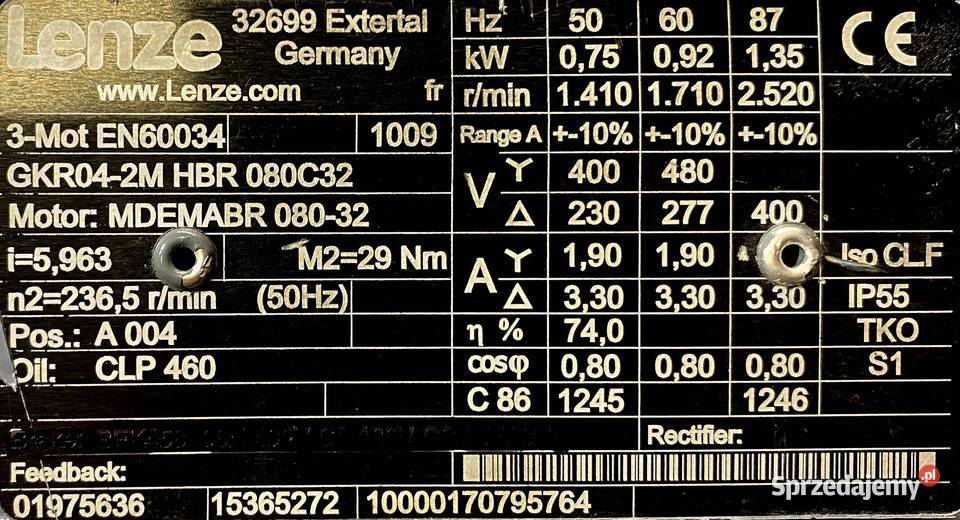 Lenze 32699 Extertal Germany
www.Lenze.com fr
3-Mot EN60034 1009
GKR04-2M HBR 080C32
Motor: MDEMABR 080-32
i=5,963 M2=29 Nm
n2=236,5 r/min (50Hz)
Pos.: A 004
Oil: CLP 460
Hz 50 60 87
kW 0,75 0,92 1,35
r/min 1.410 1.710 2.520
Range A +-10% +-10% +-10%
V Y 400 480
Δ 230 277 400
A Y 1,90 1,90
Δ 3,30 3,30 3,30
η % 74,0
cosφ 0,80 0,80 0,80
C 86 1245 1246
CE
Iso CLF
IP55
TKO
S1
Rectifier:
Feedback:
01975636 15365272 10000170795764
Sprzedajemy.pl